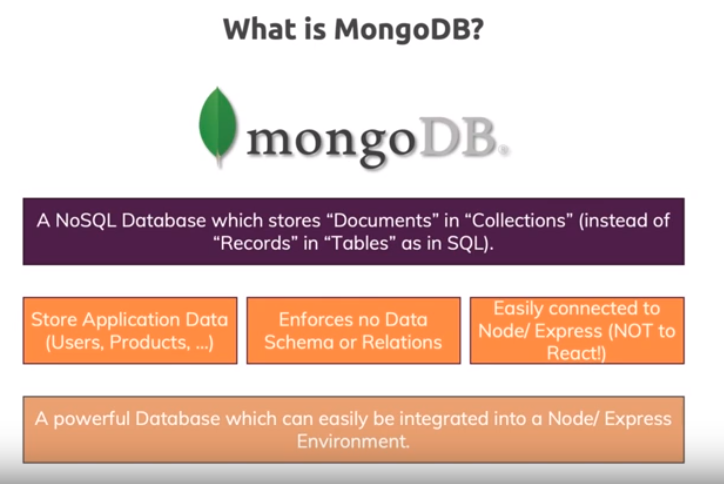 What is MongoDB?
mongoDB®
A NoSQL Database which stores “Documents” in “Collections” (instead of
“Records” in “Tables” as in SQL).
Store Application Data
(Users, Products, ...)
Enforces no Data
Schema or Relations
Easily connected to
Node/ Express (NOT to
React!)
A powerful Database which can easily be integrated into a Node/ Express
Environment.